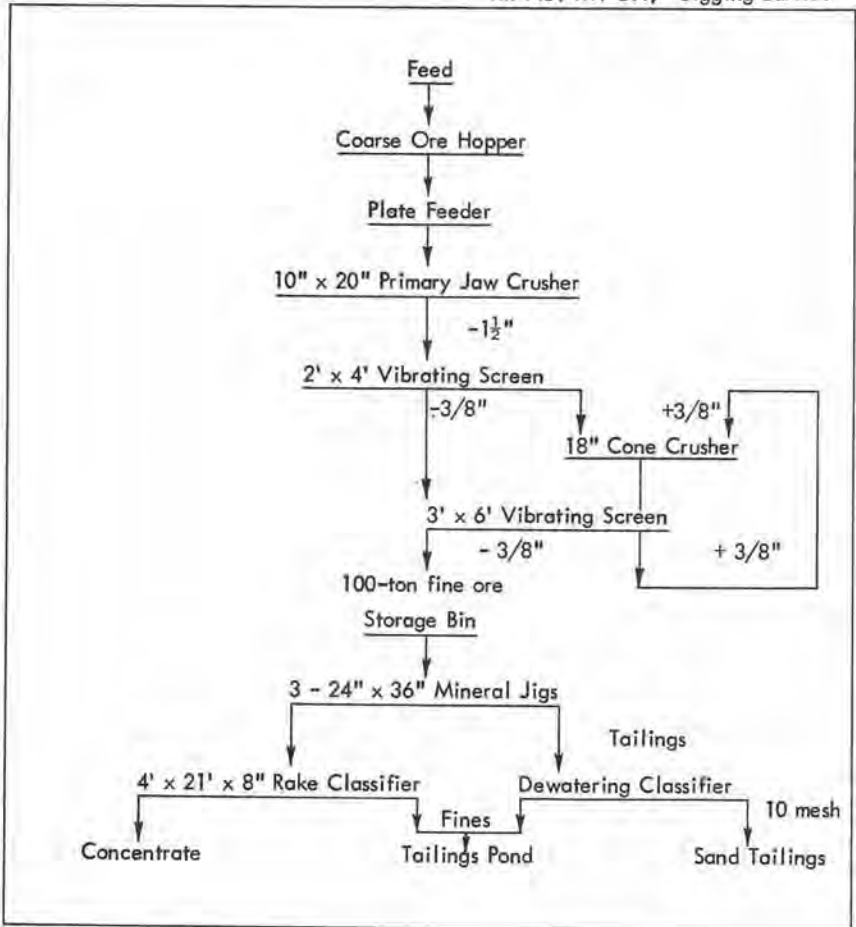 Feed
Coarse Ore Hopper
Plate Feeder
10" x 20" Primary Jaw Crusher
-1½"
2' x 4' Vibrating Screen
-3/8"
+3/8"
18" Cone Crusher
3' x 6' Vibrating Screen
- 3/8"
+ 3/8"
100-ton fine ore
Storage Bin
3 - 24" x 36" Mineral Jigs
Tailings
4' x 21' x 8" Rake Classifier
Dewatering Classifier
10 mesh
Fines
Concentrate
Tailings Pond
Sand Tailings